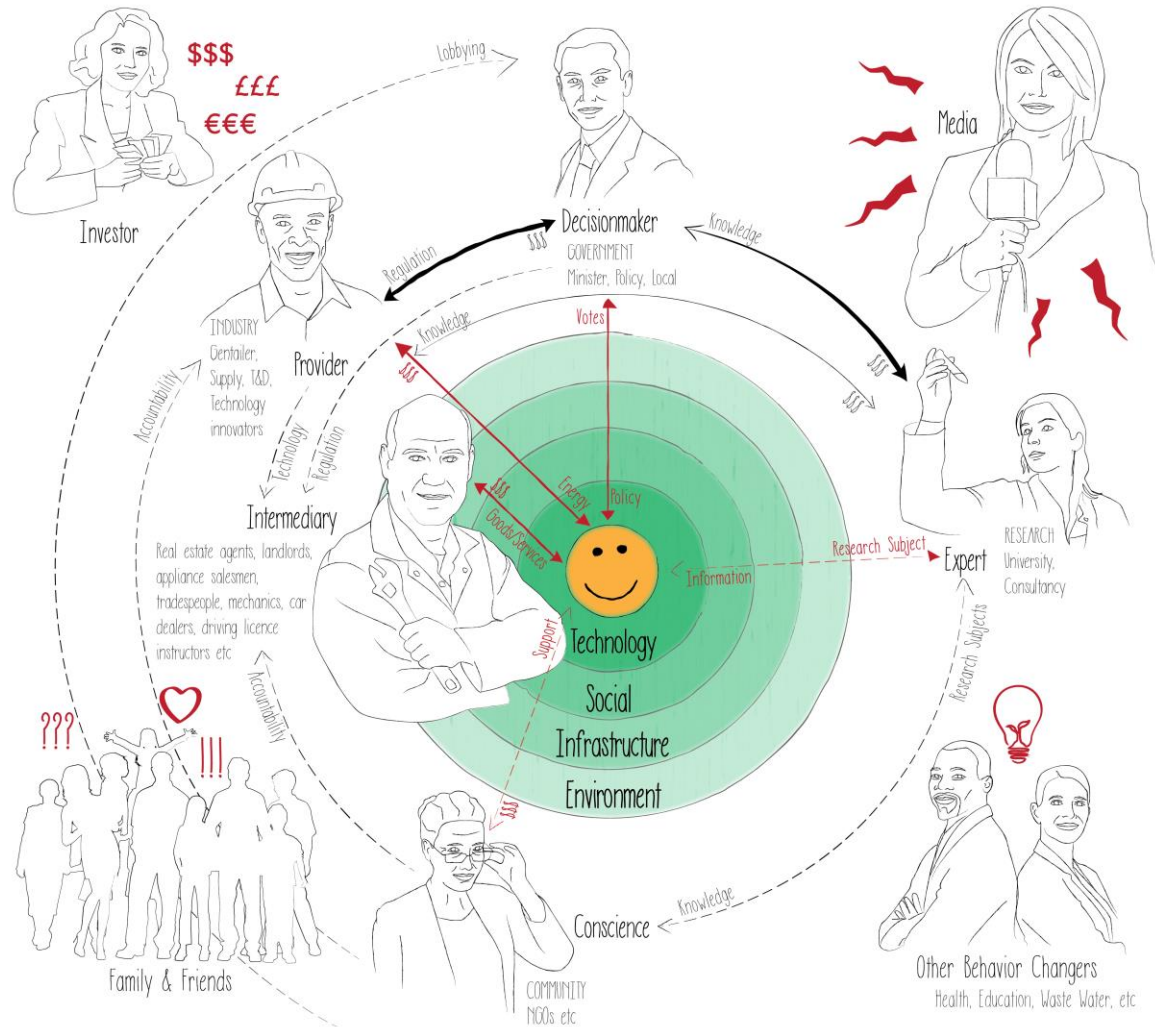 $$$
£££
€€€
Investor
Lobbying
Decisionmaker
GOVERNMENT
Minister, Policy, Local
Media
Regulation
$$$
Knowledge
$$$
Provider
INDUSTRY
Gentailer,
Supply, T&D,
Technology
innovators
Knowledge
$$$
Votes
$$$
Accountability
Technology
Regulation
Intermediary
Real estate agents, landlords,
appliance salesmen,
tradespeople, mechanics, car
dealers, driving licence
instructors etc
$$$
Goods/Services
Energy
Policy
Information
Research Subject
Expert
RESEARCH
University,
Consultancy
Support
$$$
Technology
Social
Infrastructure
Environment
Accountability
Research Subjects
???
!!!
Family & Friends
Conscience
COMMUNITY
NGOs etc
Knowledge
Other Behavior Changers
Health, Education, Waste Water, etc